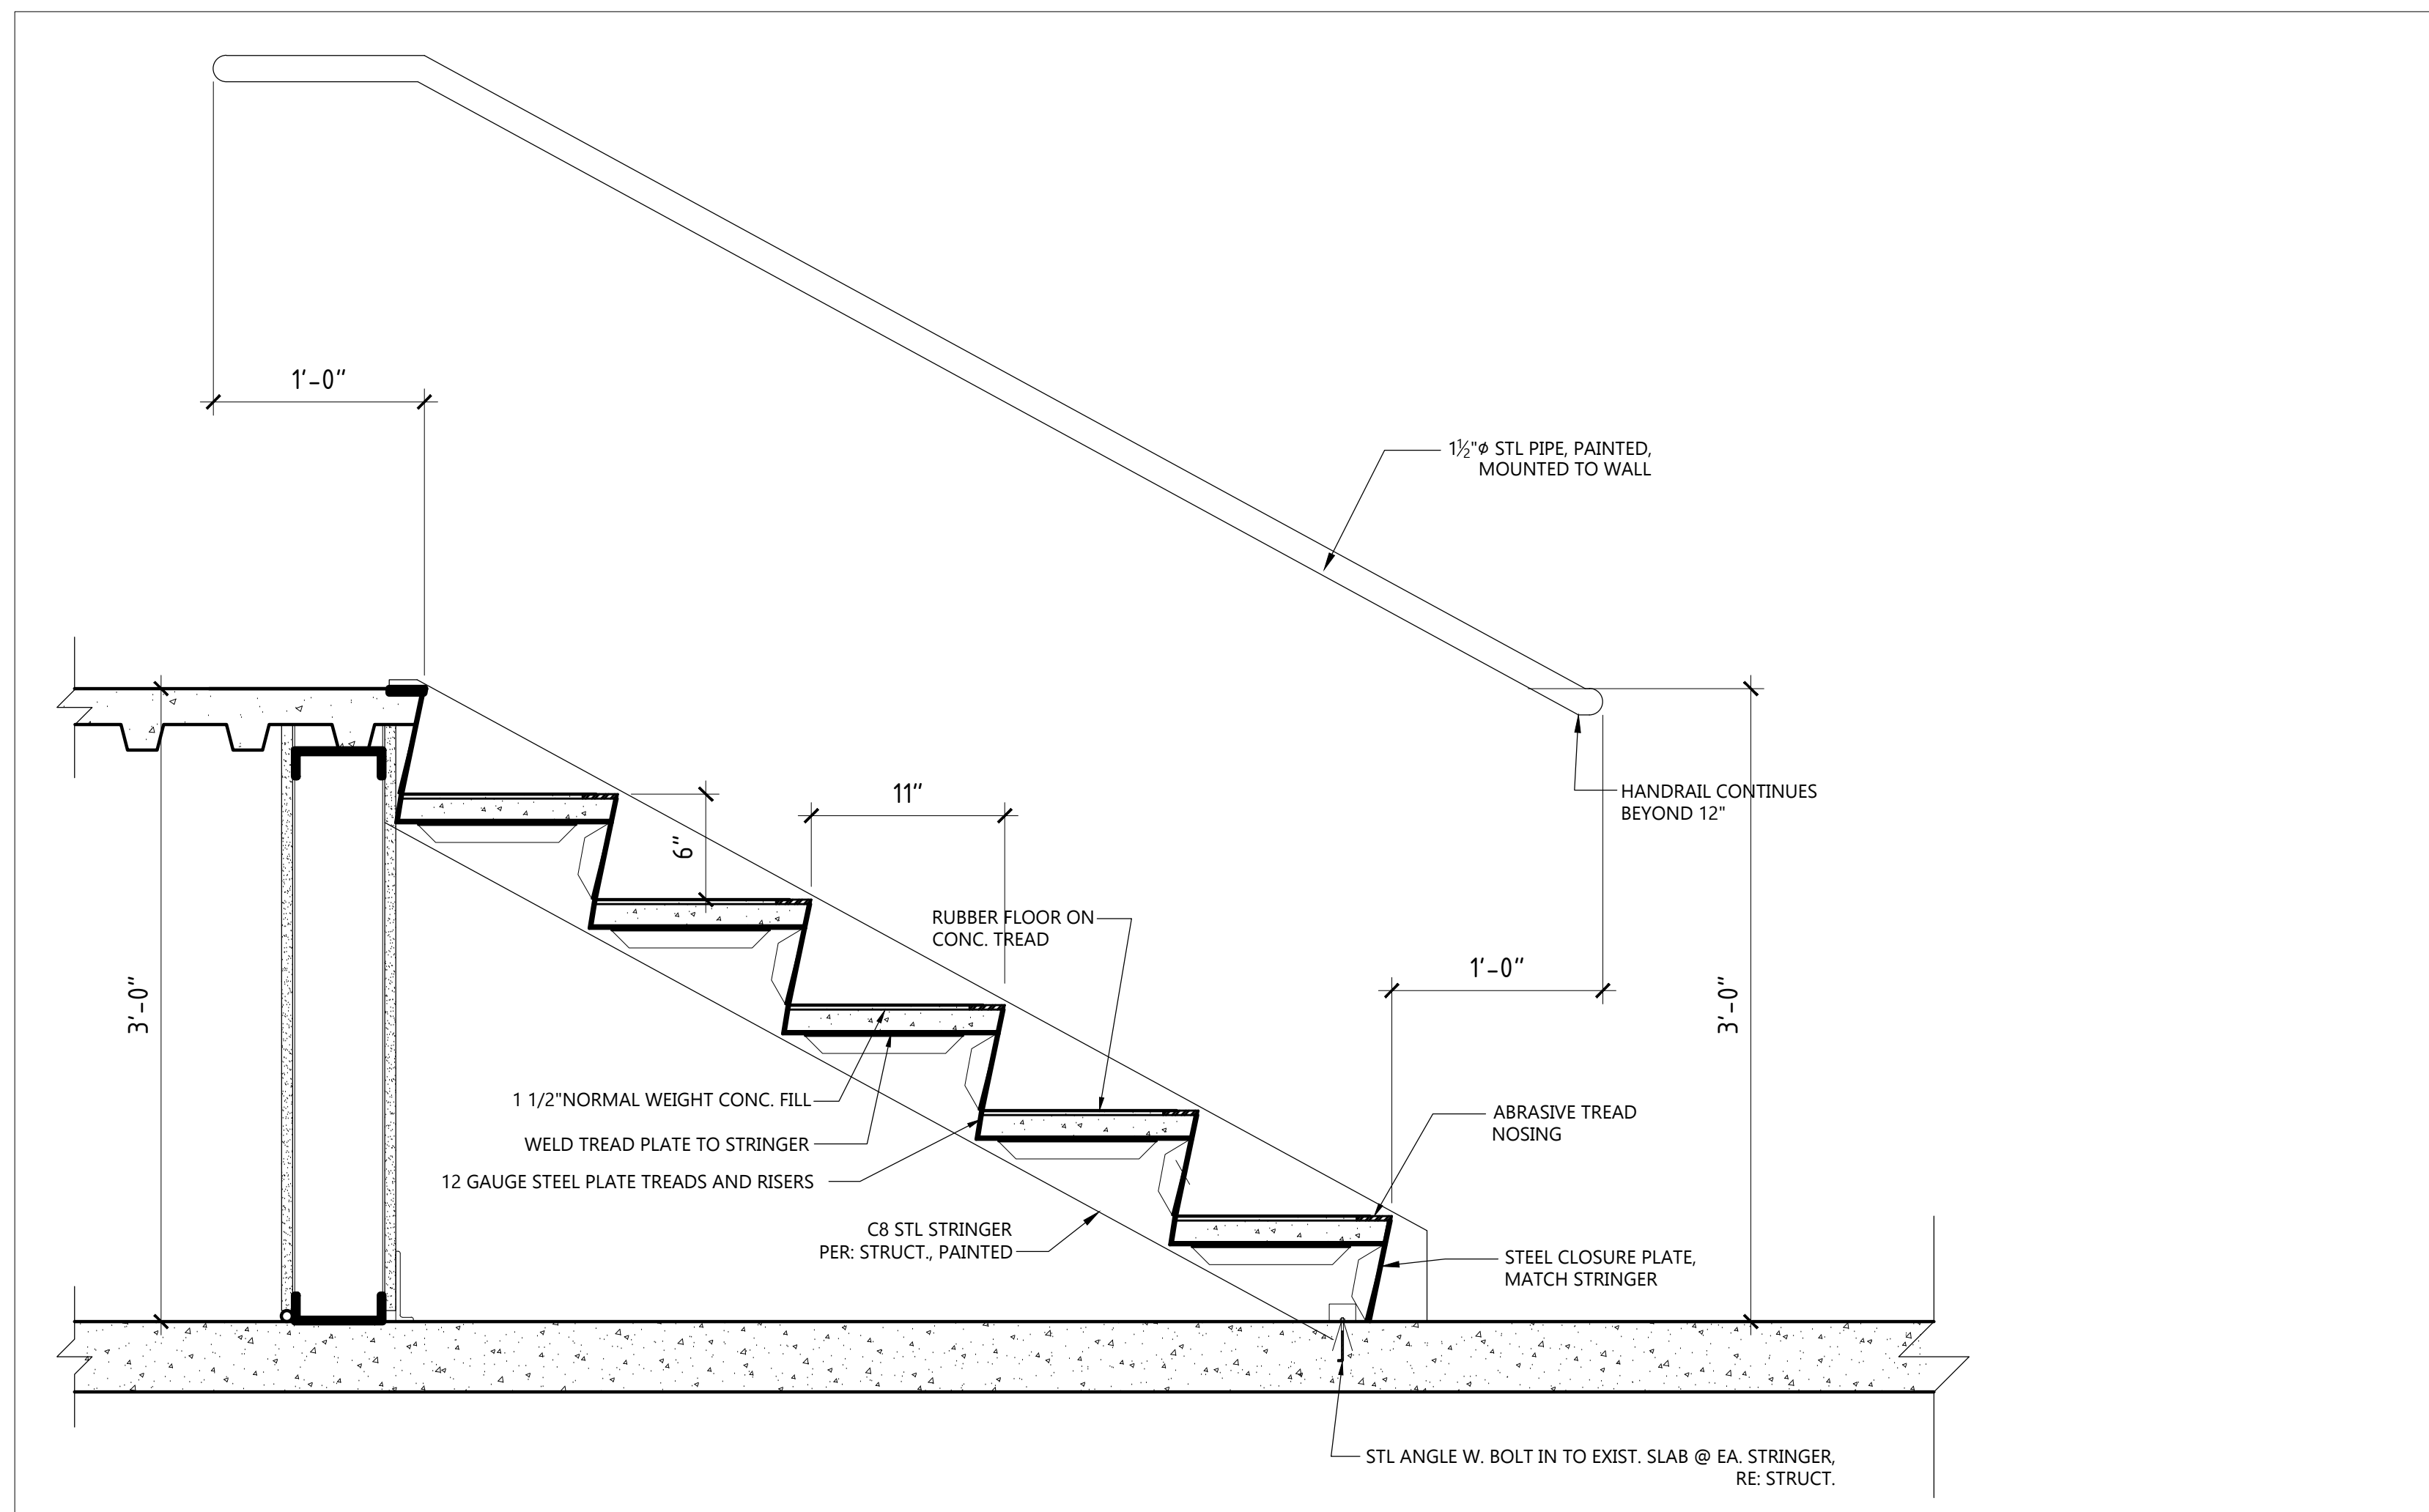 1'-0"
1½"ø STL PIPE, PAINTED,
MOUNTED TO WALL
HANDRAIL CONTINUES
BEYOND 12"
11"
6"
RUBBER FLOOR ON
CONC. TREAD
1'-0"
3'-0"
3'-0"
1 1/2"NORMAL WEIGHT CONC. FILL
WELD TREAD PLATE TO STRINGER
12 GAUGE STEEL PLATE TREADS AND RISERS
ABRASIVE TREAD
NOSING
C8 STL STRINGER
PER: STRUCT., PAINTED
STEEL CLOSURE PLATE,
MATCH STRINGER
STL ANGLE W. BOLT IN TO EXIST. SLAB @ EA. STRINGER,
RE: STRUCT.